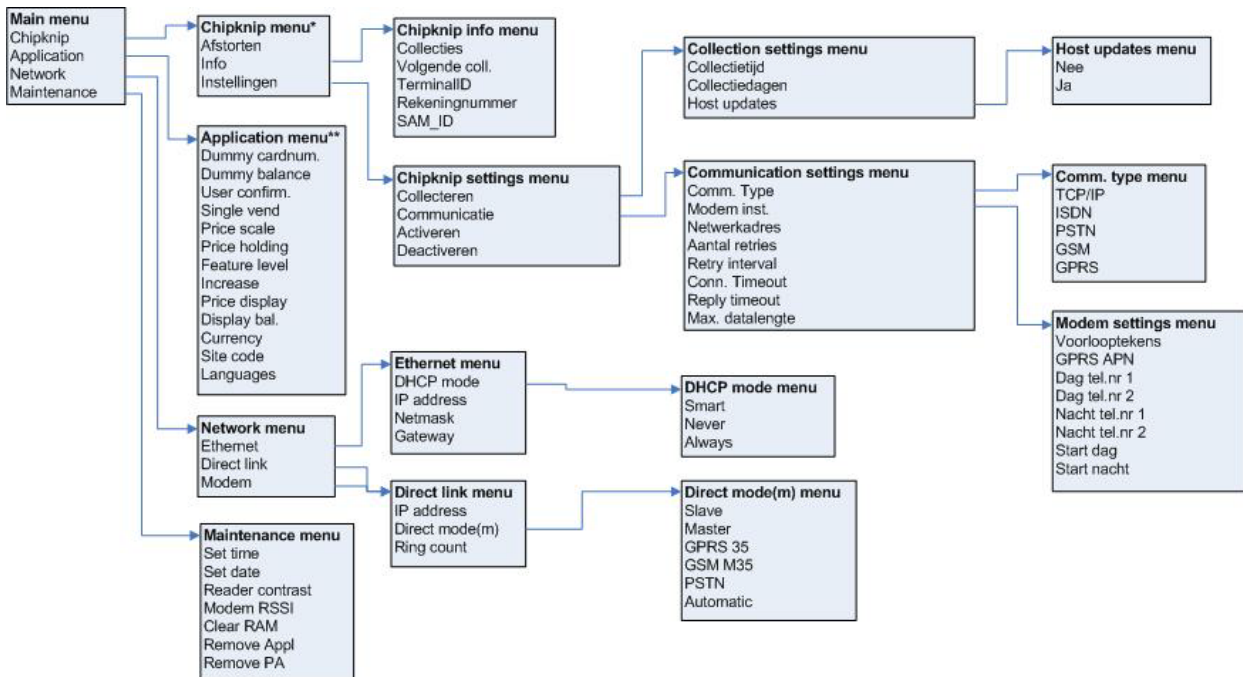 Main menu
Chipknip
Application
Network
Maintenance
Chipknip menu*
Afstorten
Info
Instellingen
Application menu**
Dummy cardnum.
Dummy balance
User confirm.
Single vend
Price scale
Price holding
Feature level
Increase
Price display
Display bal.
Currency
Site code
Languages
Network menu
Ethernet
Direct link
Modem
Maintenance menu
Set time
Set date
Reader contrast
Modem RSSI
Clear RAM
Remove Appl
Remove PA
Chipknip info menu
Collecties
Volgende coll.
TerminalID
Rekeningnummer
SAM_ID
Chipknip settings menu
Collecteren
Communicatie
Activeren
Deactiveren
Ethernet menu
DHCP mode
IP address
Netmask
Gateway
Direct link menu
IP address
Direct mode(m)
Ring count
Collection settings menu
Collectietijd
Collectiedagen
Host updates
Communication settings menu
Comm. Type
Modem inst.
Netwerkadres
Aantal retries
Retry interval
Conn. Timeout
Reply timeout
Max. datalengte
DHCP mode menu
Smart
Never
Always
Direct mode(m) menu
Slave
Master
GPRS 35
GSM M35
PSTN
Automatic
Host updates menu
Nee
Ja
Comm. type menu
TCP/IP
ISDN
PSTN
GSM
GPRS
Modem settings menu
Voorlooptekens
GPRS APN
Dag tel.nr 1
Dag tel.nr 2
Nacht tel.nr 1
Nacht tel.nr 2
Start dag
Start nacht